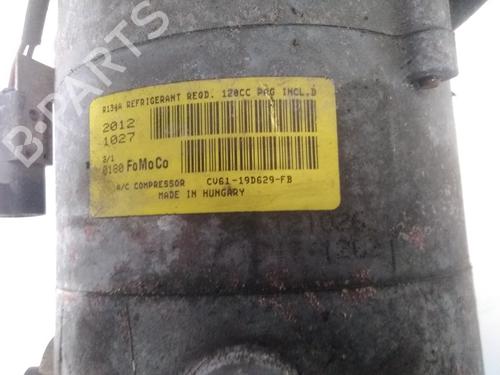 B-PARTS
R134A REFRIGERANT REQD. 120CC PAG INCL.D
2012
1027
3/1
0180 FoMoCo
A/C COMPRESSOR CV61-19D629-FB
MADE IN HUNGARY